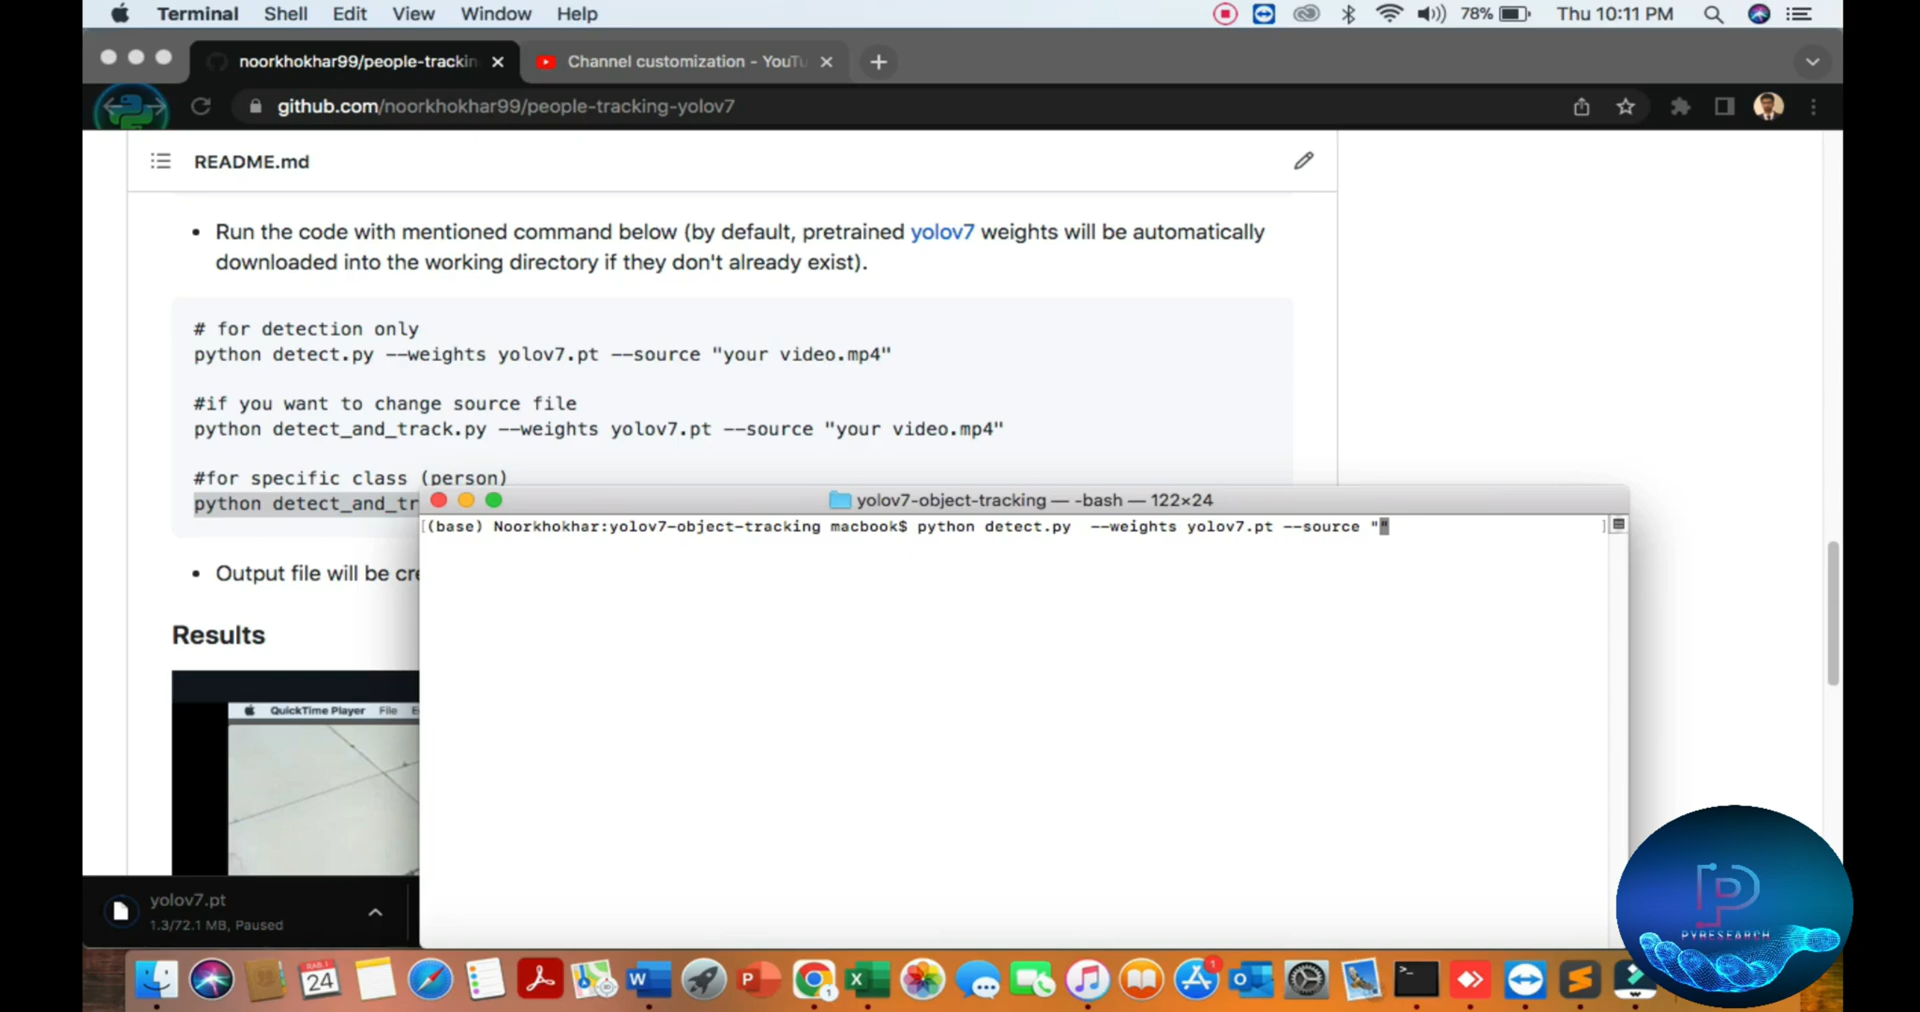 Terminal Shell Edit View Window Help 78% Thu 10:11 PM
noorkhokhar99/people-trackin Channel customization - YouTu
github.com/noorkhokhar99/people-tracking-yolov7
README.md
• Run the code with mentioned command below (by default, pretrained yolov7 weights will be automatically
downloaded into the working directory if they don't already exist).
# for detection only
python detect.py --weights yolov7.pt --source "your video.mp4"
#if you want to change source file
python detect_and_track.py --weights yolov7.pt --source "your video.mp4"
#for specific class (person)
python detect_and_tr
yolov7-object-tracking — -bash — 122×24
[(base) Noorkhokhar:yolov7-object-tracking macbook$ python detect.py  --weights yolov7.pt --source "" ]
• Output file will be cre
Results
QuickTime Player File E
yolov7.pt
1.3/72.1 MB, Paused
24
W
P
1
X
1
PYRESEARCH